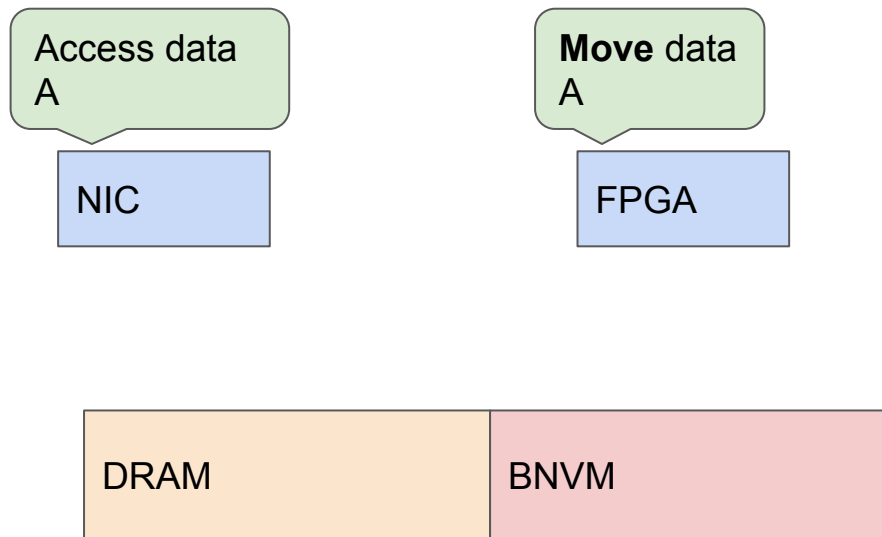 Access data
A
Move data
A
NIC
FPGA
DRAM
BNVM